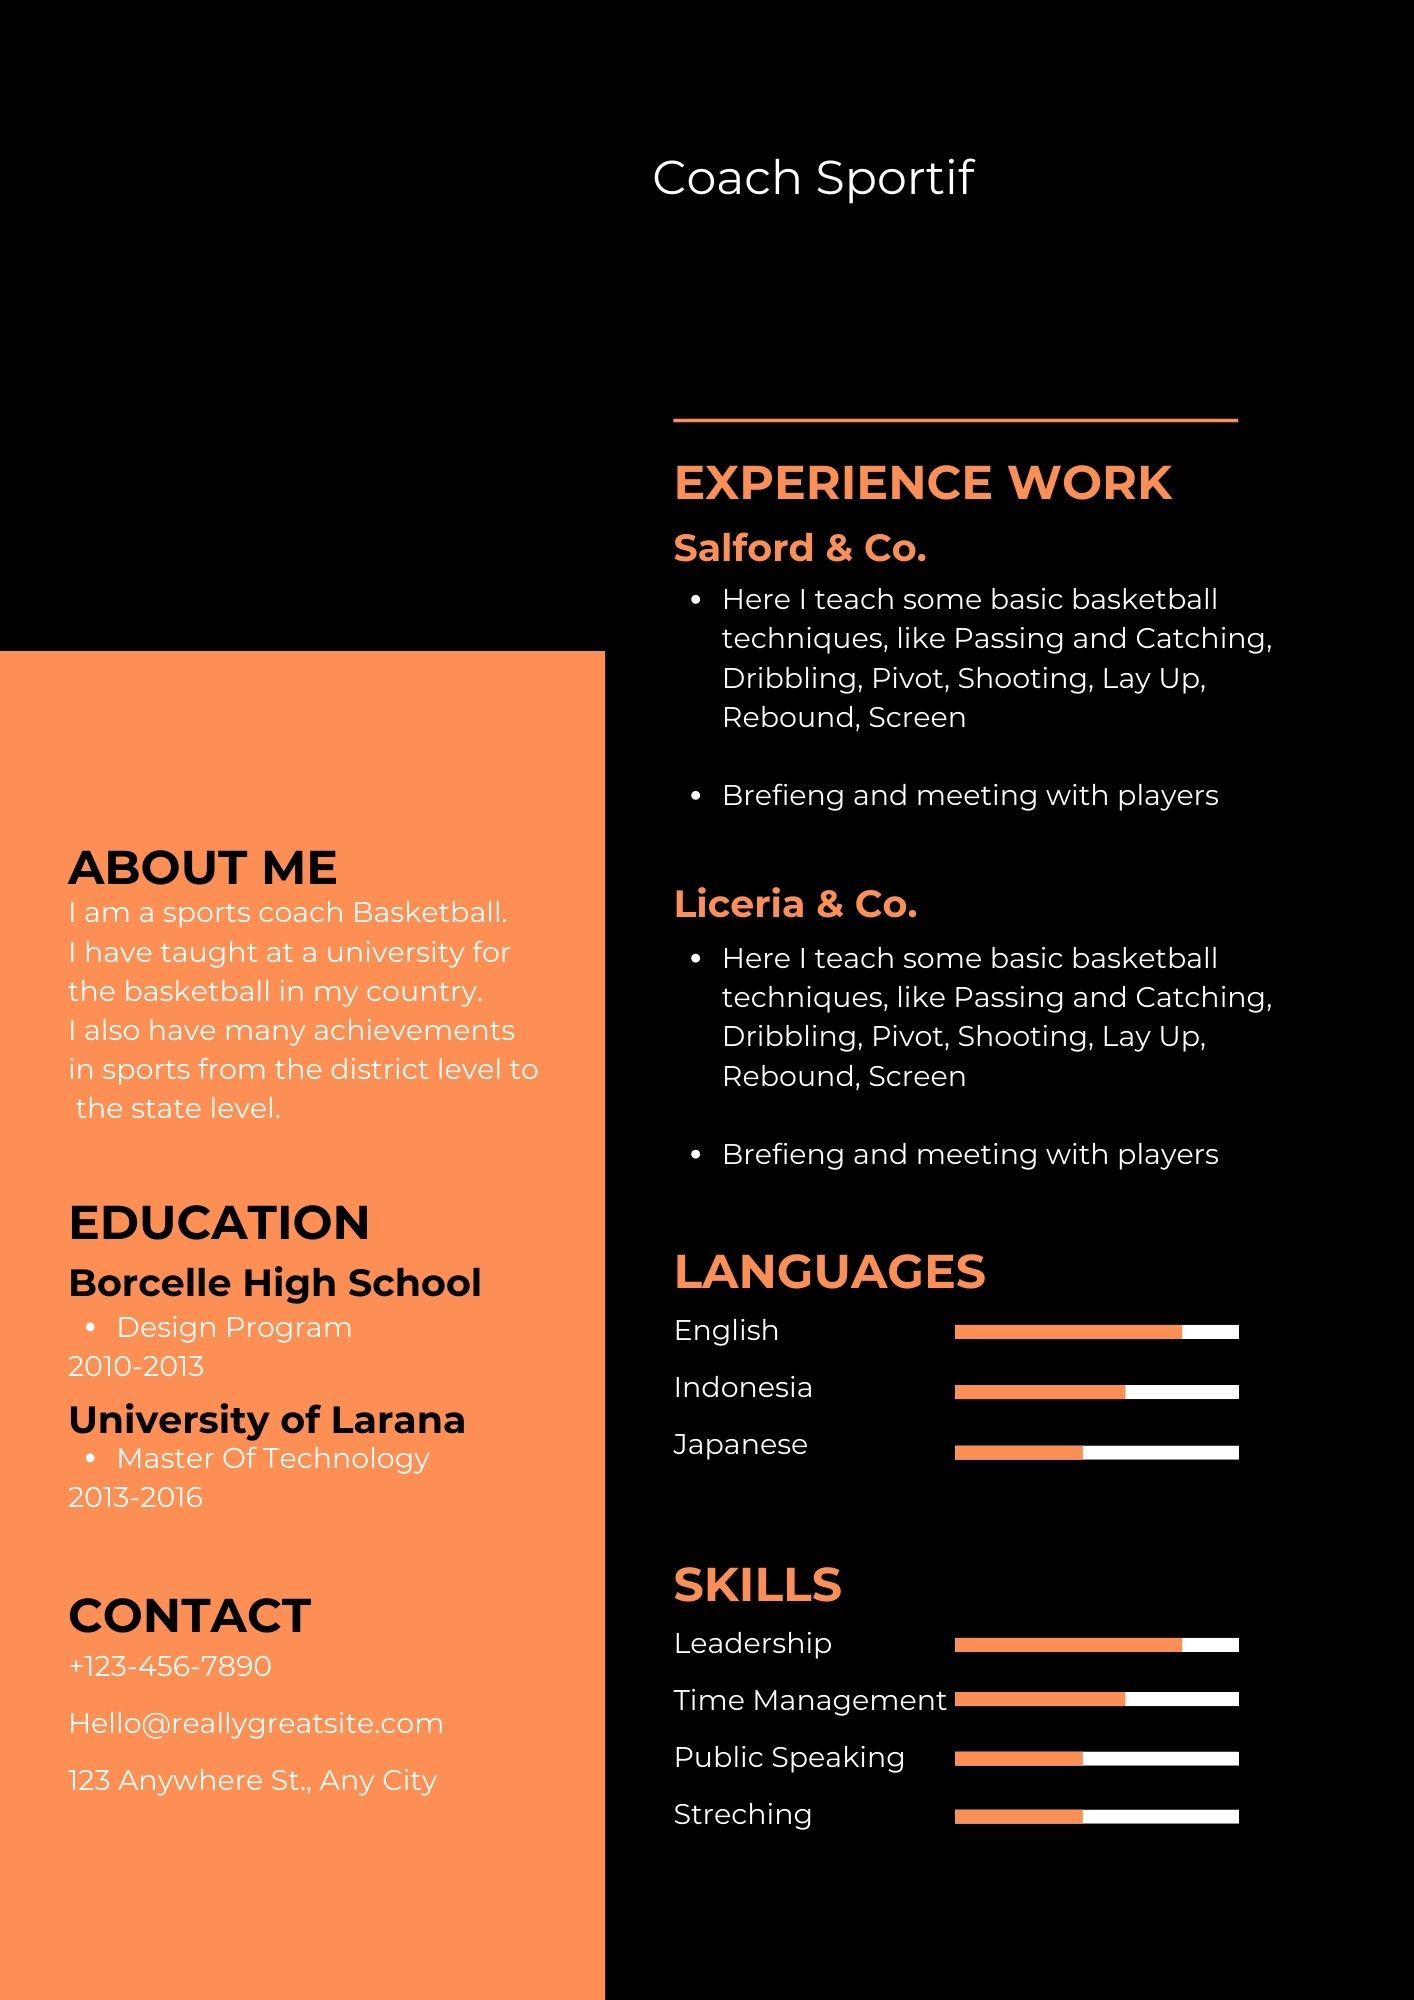 Coach Sportif
EXPERIENCE WORK
Salford & Co.
• Here I teach some basic basketball
techniques, like Passing and Catching,
Dribbling, Pivot, Shooting, Lay Up,
Rebound, Screen
• Brefieng and meeting with players
Liceria & Co.
• Here I teach some basic basketball
techniques, like Passing and Catching,
Dribbling, Pivot, Shooting, Lay Up,
Rebound, Screen
• Brefieng and meeting with players
LANGUAGES
English
Indonesia
Japanese
SKILLS
Leadership
Time Management
Public Speaking
Streching
ABOUT ME
I am a sports coach Basketball.
I have taught at a university for
the basketball in my country.
I also have many achievements
in sports from the district level to
the state level.
EDUCATION
Borcelle High School
• Design Program
2010-2013
University of Larana
• Master Of Technology
2013-2016
CONTACT
+123-456-7890
Hello@reallygreatsite.com
123 Anywhere St., Any City